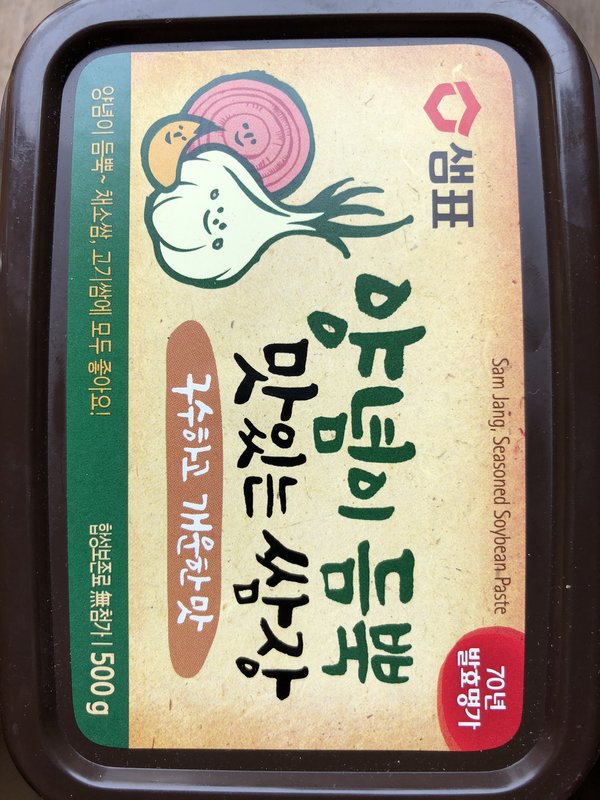 샘표
Sam Jang, Seasoned Soybean Paste
70년
발효명가
양념이 듬뿍
맛있는 쌈장
구수하고 개운한 맛
양념이 듬뿍~ 채소쌈, 고기쌈에 모두 좋아요!
합성보존료 無첨가 | 500 g